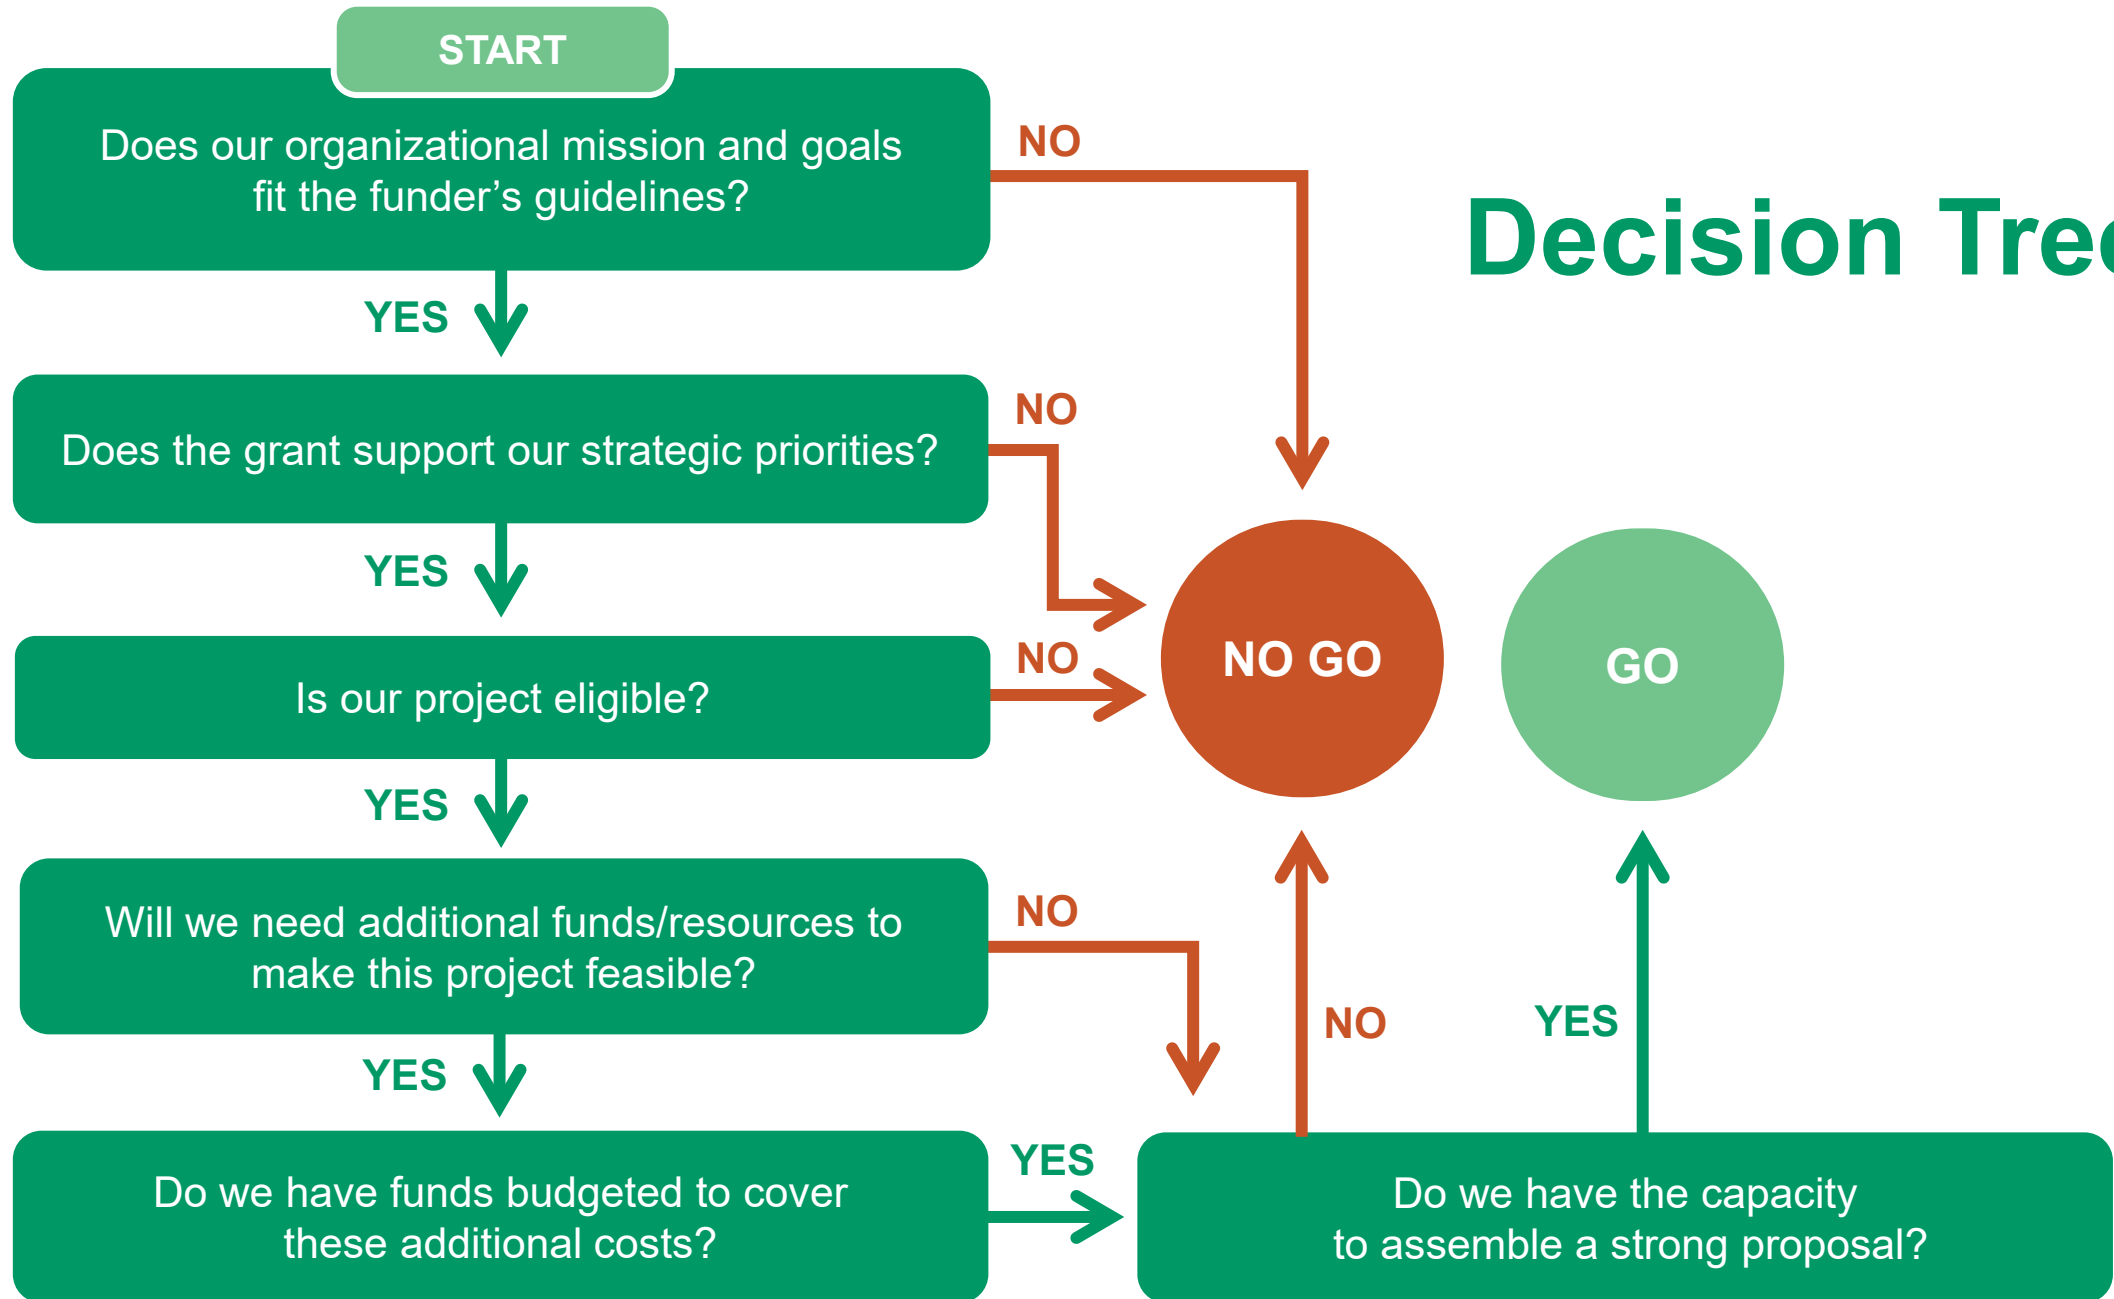 START
Does our organizational mission and goals
fit the funder’s guidelines?
NO
Decision Tree
YES
Does the grant support our strategic priorities?
NO
YES
Is our project eligible?
NO
NO GO
GO
YES
Will we need additional funds/resources to
make this project feasible?
NO
NO
YES
YES
Do we have funds budgeted to cover
these additional costs?
YES
Do we have the capacity
to assemble a strong proposal?